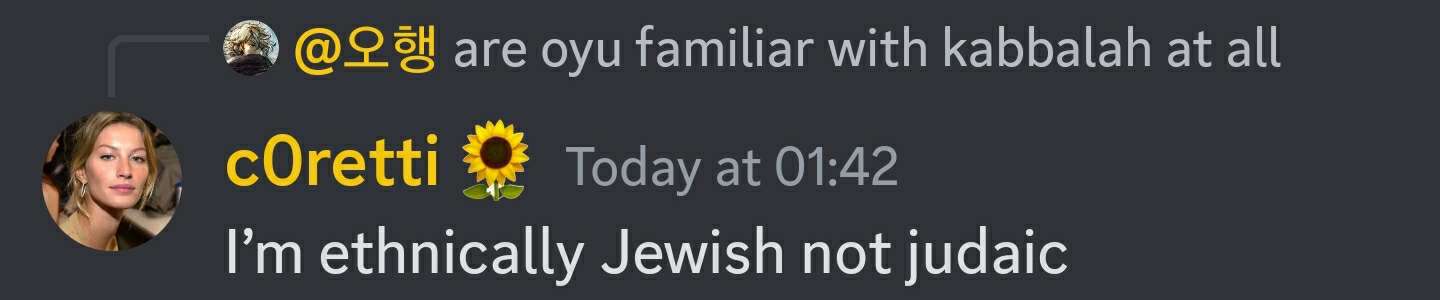 @오행 are oyu familiar with kabbalah at all
c0retti🌻 Today at 01:42
I’m ethnically Jewish not judaic